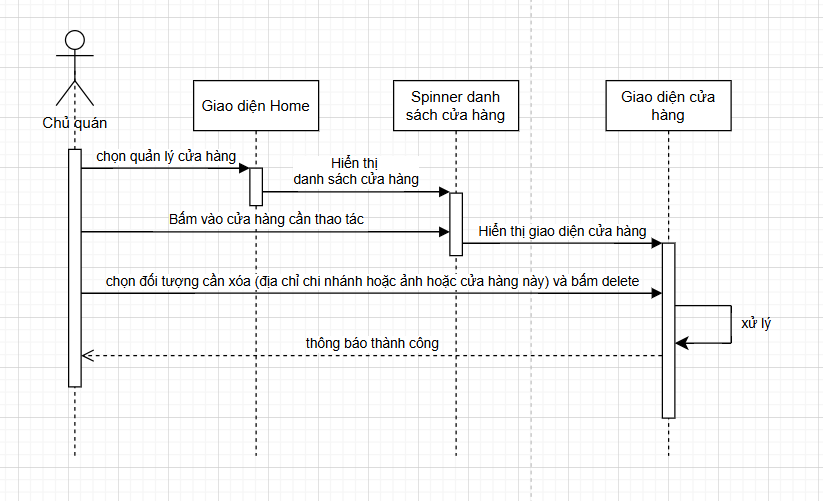 Chủ quán
Giao diện Home
Spinner danh
sách cửa hàng
Giao diện cửa
hàng
chọn quản lý cửa hàng
Hiển thị
danh sách cửa hàng
Bấm vào cửa hàng cần thao tác
Hiển thị giao diện cửa hàng
chọn đối tượng cần xóa (địa chỉ chi nhánh hoặc ảnh hoặc cửa hàng này) và bấm delete
xử lý
thông báo thành công